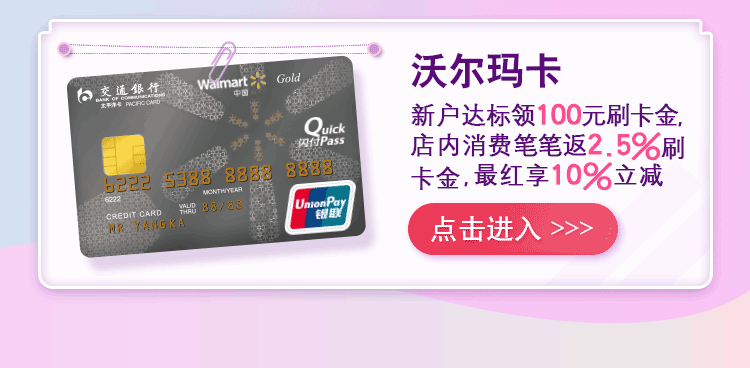 沃尔玛卡
新户达标领100元刷卡金,
店内消费笔笔返2.5%刷
卡金,最红享10%立减
点击进入 >>>
交通银行
BANK OF COMMUNICATIONS
太平洋卡 PACIFIC CARD
Walmart
中国
Gold
Quick
闪付Pass
6222 5388 8888 8888
6222
MONTH/YEAR
VALID
THRU
88/88
CREDIT CARD
MR YANGKA
UnionPay
银联